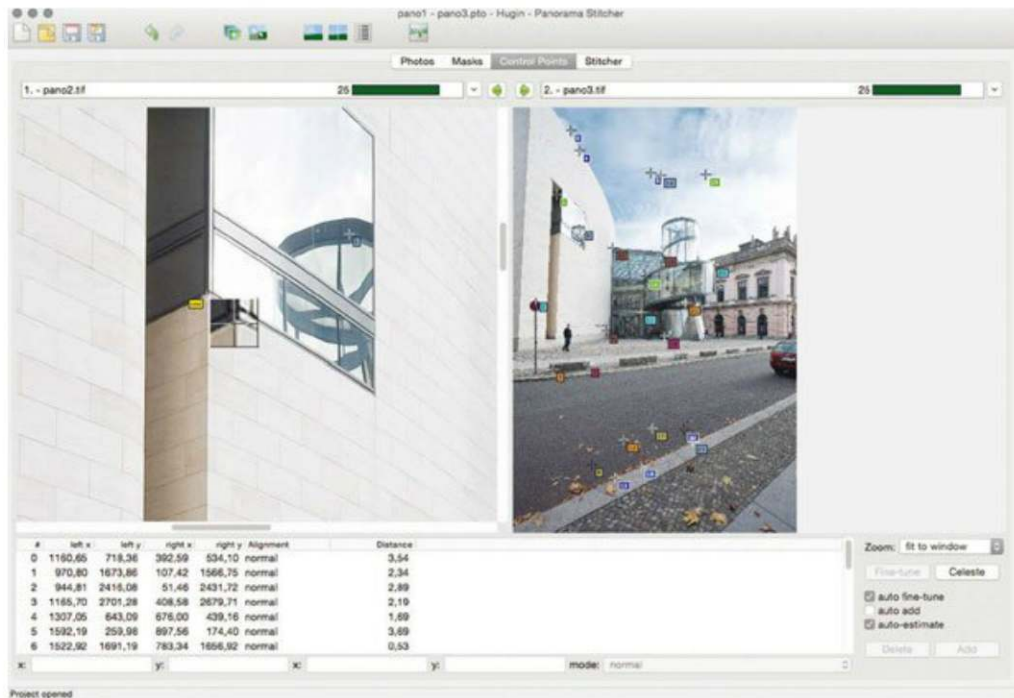 pano1 - pano3.pto - Hugin - Panorama Stitcher
Photos Masks Control Points Stitcher
1. - pano2.tif 25 2. - pano3.tif 25
# left x left y right x right y Alignment Distance
0 1160,65 718,36 392,59 534,10 normal 3,54
1 970,80 1673,86 107,42 1566,75 normal 2,34
2 944,81 2416,08 51,46 2431,72 normal 2,89
3 1165,70 2701,28 408,58 2679,71 normal 2,19
4 1307,05 643,09 676,00 439,16 normal 1,69
5 1592,19 259,98 897,56 174,40 normal 3,69
6 1522,92 1691,19 783,34 1656,92 normal 0,53
x: y: x: y: mode: normal
Zoom: fit to window
Fine-tune Celeste
auto fine-tune
auto add
auto-estimate
Delete Add
Project opened